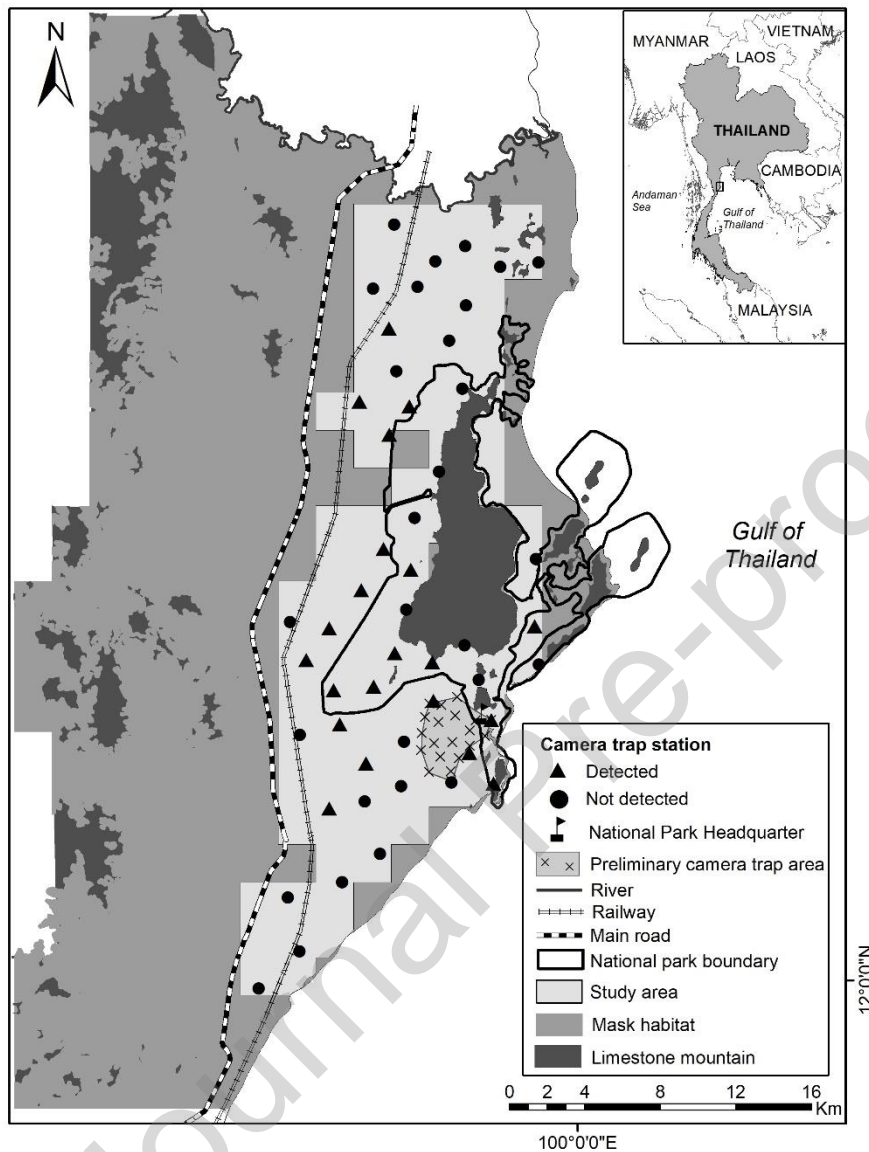 N
MYANMAR
VIETNAM
LAOS
THAILAND
CAMBODIA
Andaman
Sea
Gulf of
Thailand
MALAYSIA
Gulf of
Thailand
Camera trap station
Detected
Not detected
National Park Headquarter
Preliminary camera trap area
River
Railway
Main road
National park boundary
Study area
Mask habitat
Limestone mountain
0 2 4 8 12 16
Km
12°0'0"N
100°0'0"E
Journal Pre-pro